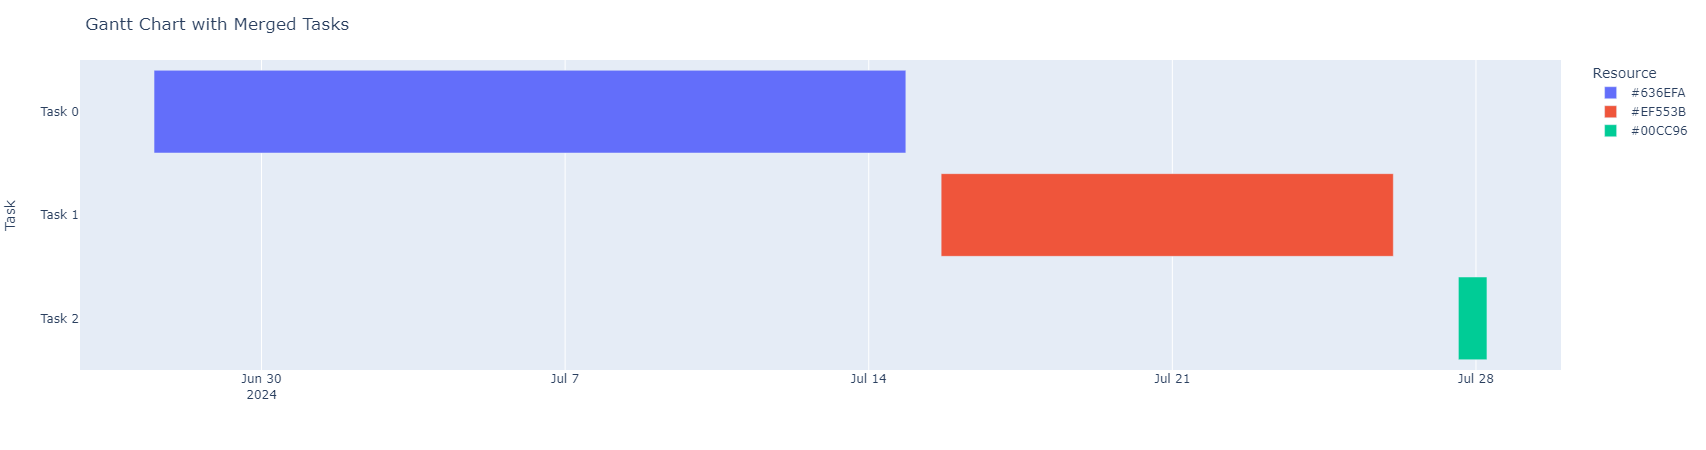 Gantt Chart with Merged Tasks
Resource
#636EFA
#EF553B
#00CC96
Task
Task 0
Task 1
Task 2
Jun 30
2024
Jul 7
Jul 14
Jul 21
Jul 28